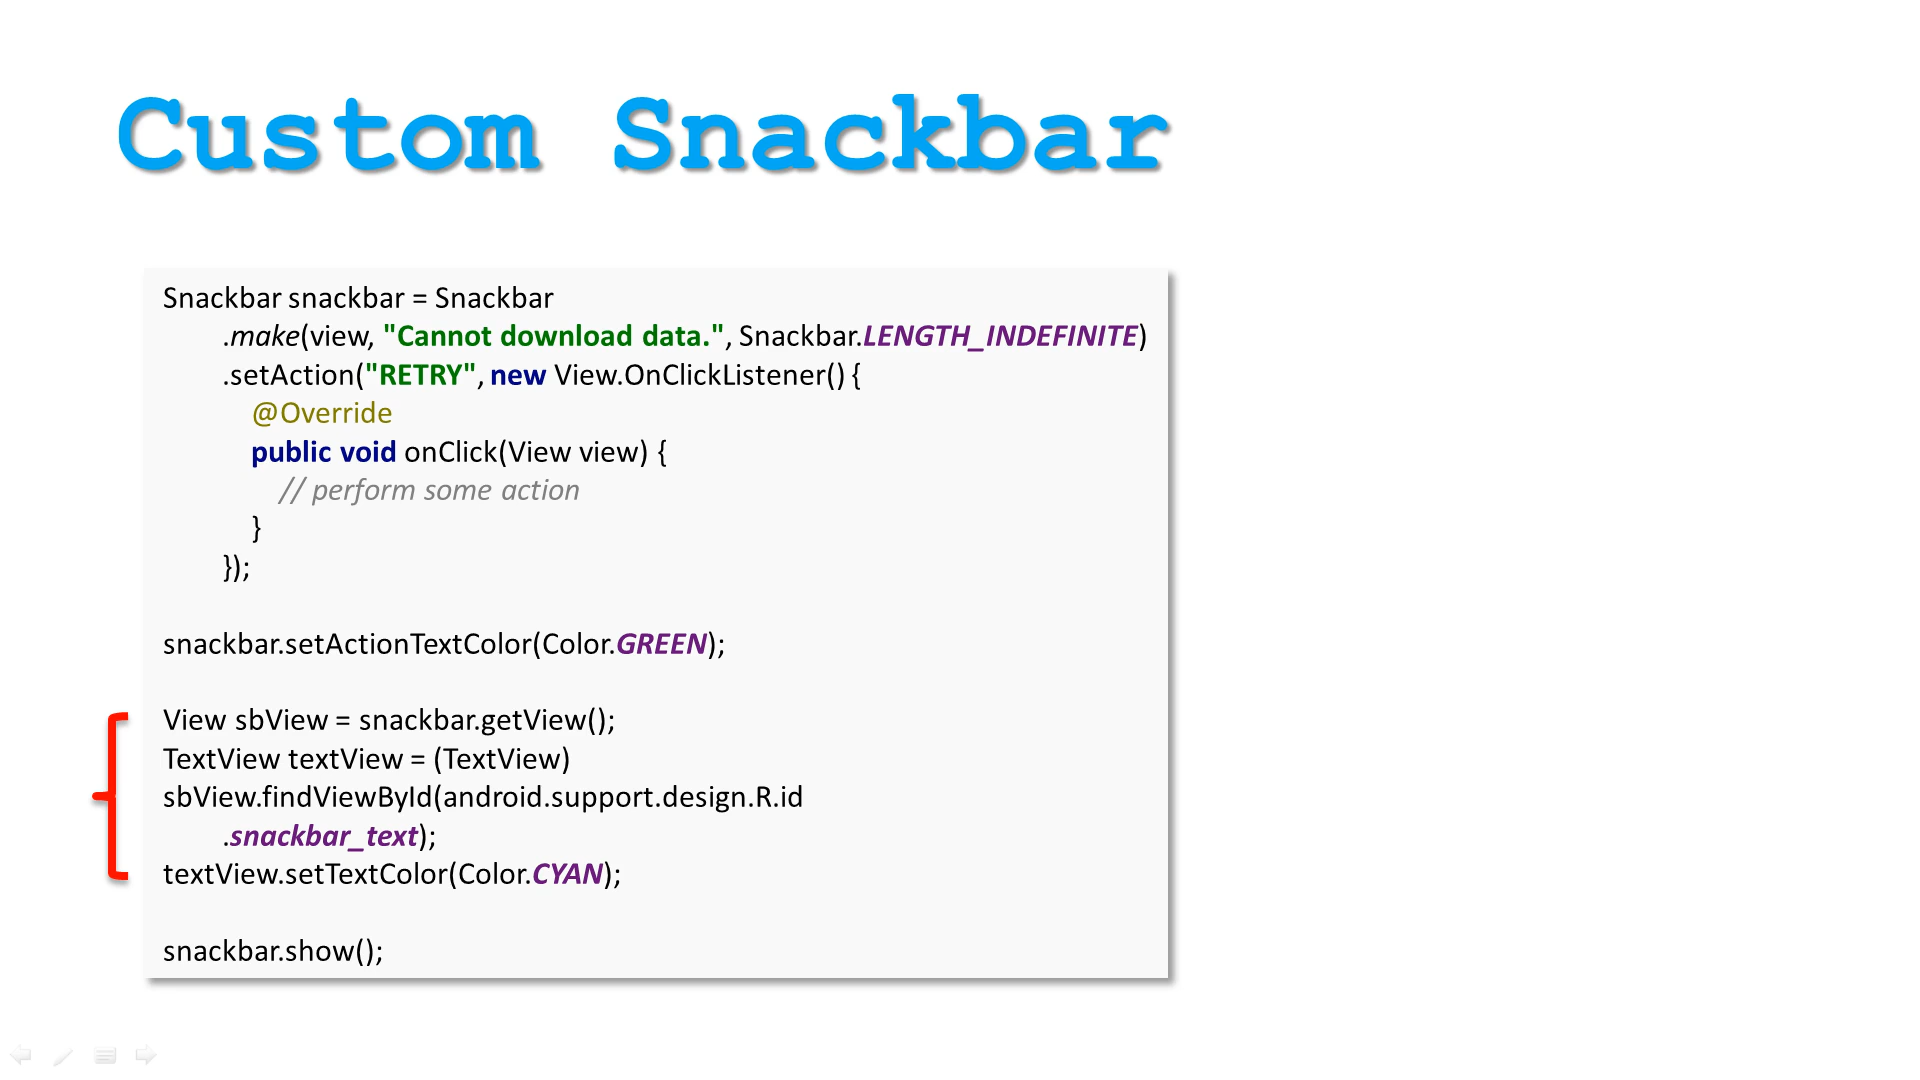 Custom Snackbar
Snackbar snackbar = Snackbar
.make(view, "Cannot download data.", Snackbar.LENGTH_INDEFINITE)
.setAction("RETRY", new View.OnClickListener() {
@Override
public void onClick(View view) {
// perform some action
}
});
snackbar.setActionTextColor(Color.GREEN);
View sbView = snackbar.getView();
TextView textView = (TextView)
sbView.findViewById(android.support.design.R.id
.snackbar_text);
textView.setTextColor(Color.CYAN);
snackbar.show();